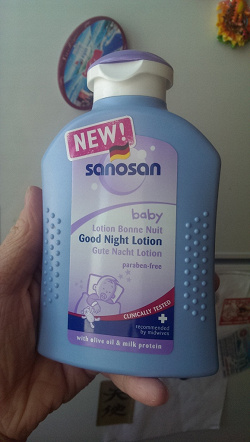 NEW!
sanosan
baby
Lotion Bonne Nuit
Good Night Lotion
Gute Nacht Lotion
paraben-free
CLINICALLY TESTED
recommended
by midwives
with olive oil & milk protein